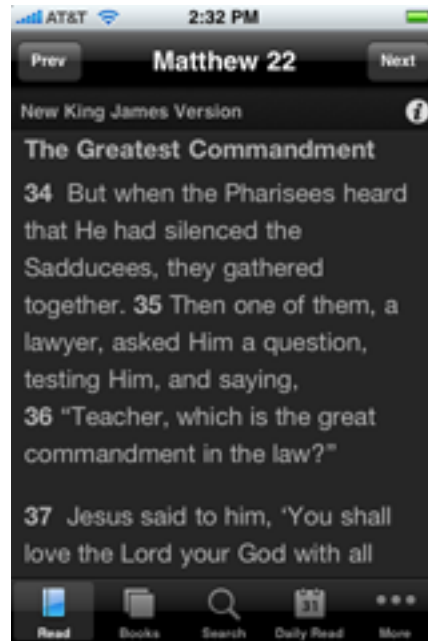 AT&T 2:32 PM
Prev Matthew 22 Next
New King James Version i
The Greatest Commandment
34 But when the Pharisees heard
that He had silenced the
Sadducees, they gathered
together. 35 Then one of them, a
lawyer, asked Him a question,
testing Him, and saying,
36 “Teacher, which is the great
commandment in the law?”
37 Jesus said to him, ‘You shall
love the Lord your God with all
31
Read Books Search Daily Read More